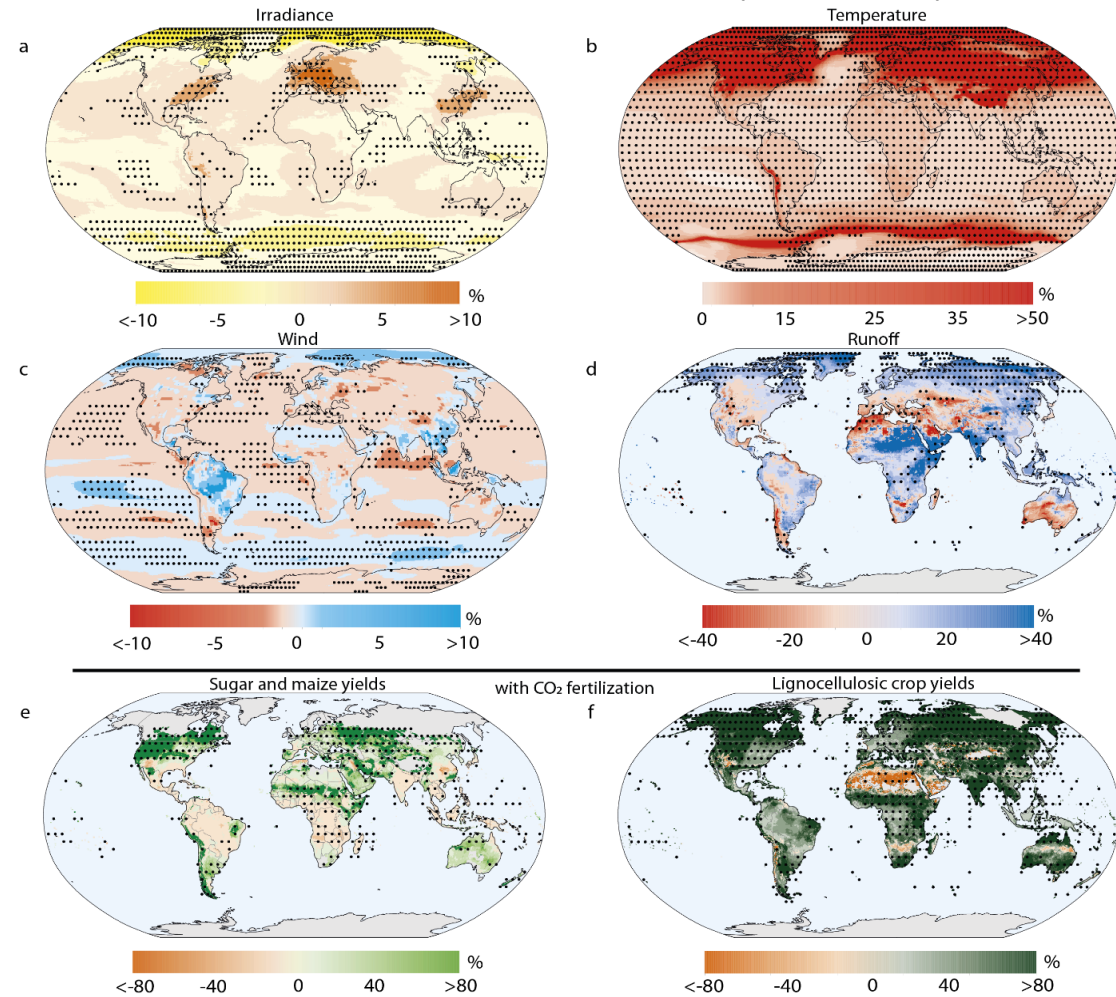 Irradiance
Temperature
a
b
%
<-10 -5 0 5 >10
%
0 15 25 35 >50
Wind
Runoff
c
d
%
<-10 -5 0 5 >10
%
<-40 -20 0 20 >40
Sugar and maize yields
with CO₂ fertilization
Lignocellulosic crop yields
e
f
%
<-80 -40 0 40 >80
%
<-80 -40 0 40 >80